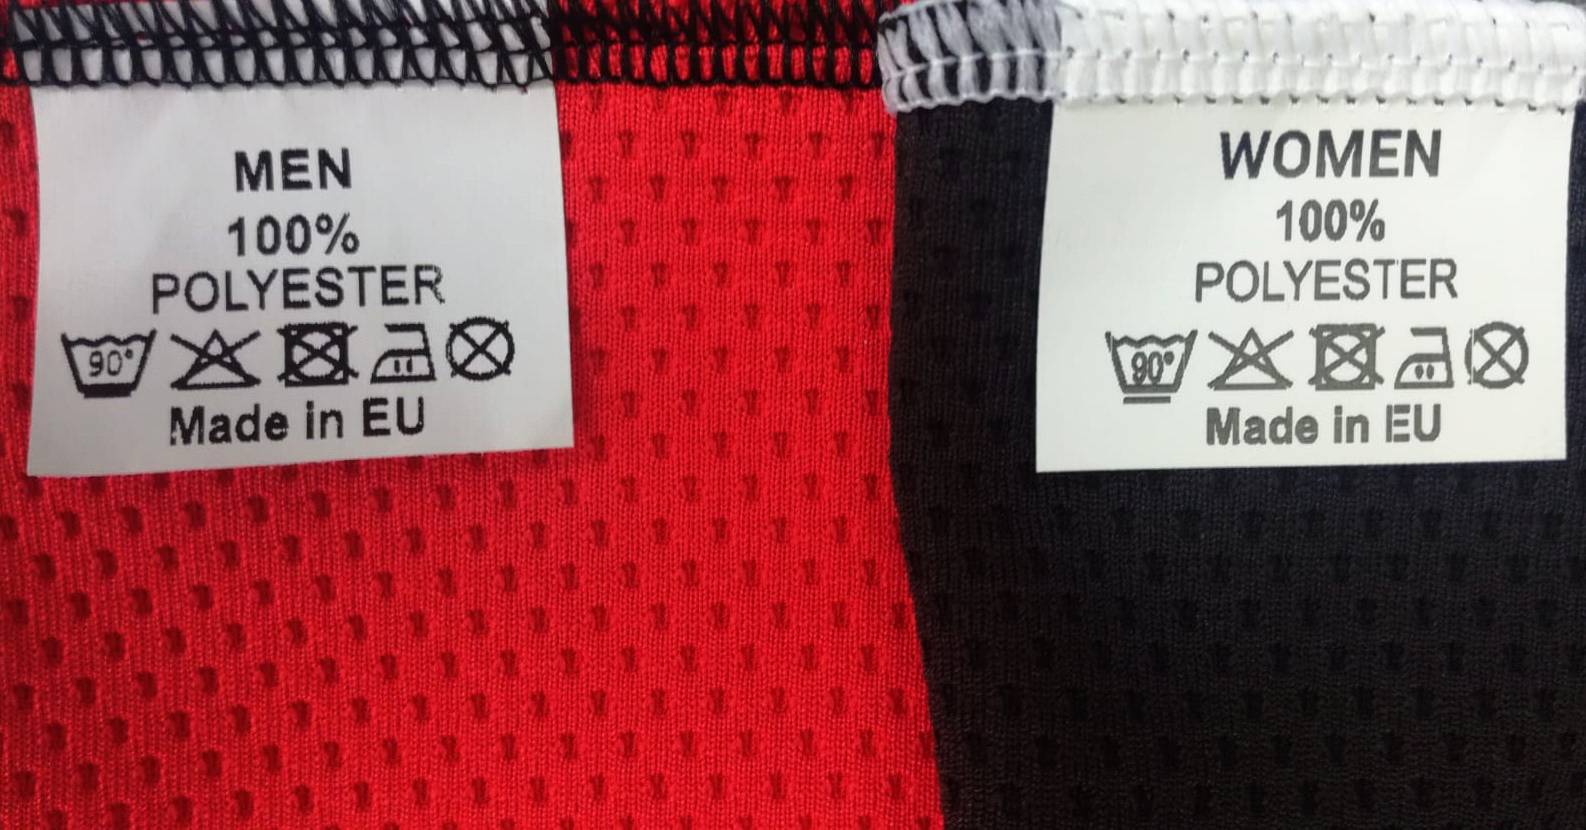 MEN
100%
POLYESTER
90°
Made in EU
WOMEN
100%
POLYESTER
90°
Made in EU